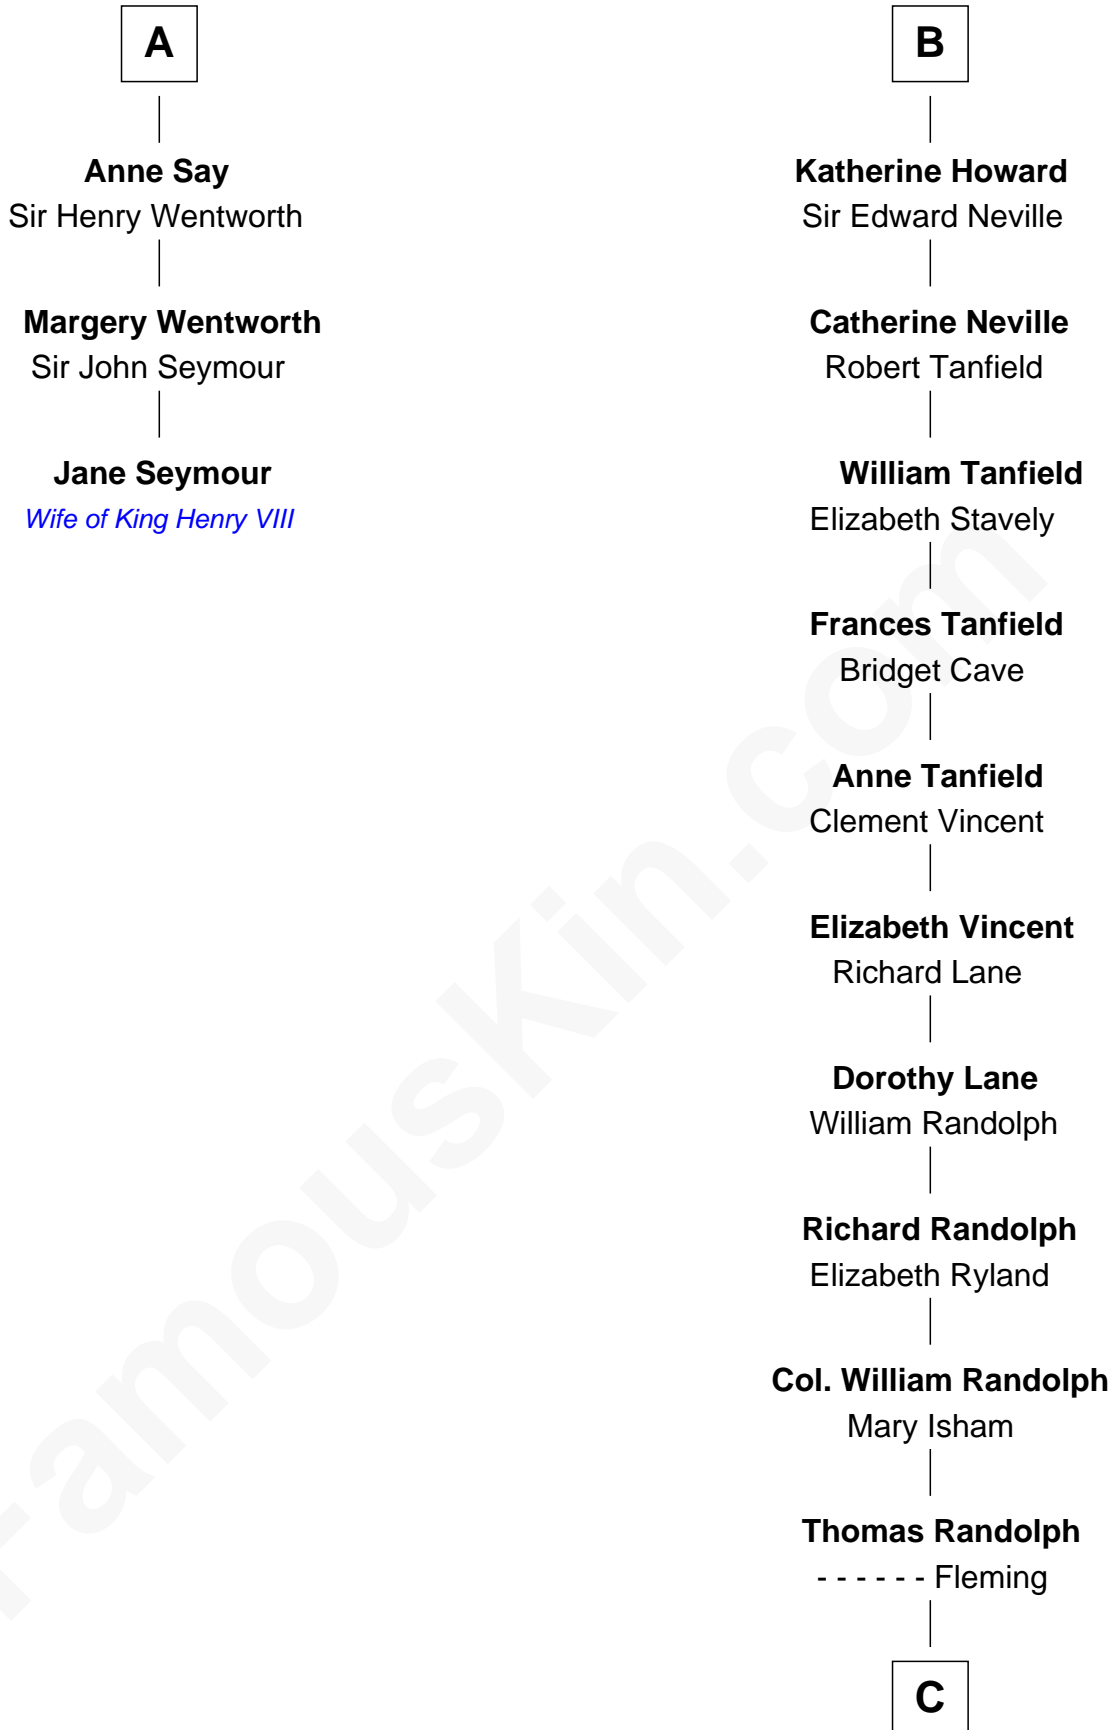 A
Anne Say
Sir Henry Wentworth
Margery Wentworth
Sir John Seymour
Jane Seymour
Wife of King Henry VIII
B
Katherine Howard
Sir Edward Neville
Catherine Neville
Robert Tanfield
William Tanfield
Elizabeth Stavely
Frances Tanfield
Bridget Cave
Anne Tanfield
Clement Vincent
Elizabeth Vincent
Richard Lane
Dorothy Lane
William Randolph
Richard Randolph
Elizabeth Ryland
Col. William Randolph
Mary Isham
Thomas Randolph
- - - - - - Fleming
C
FamousKin.com